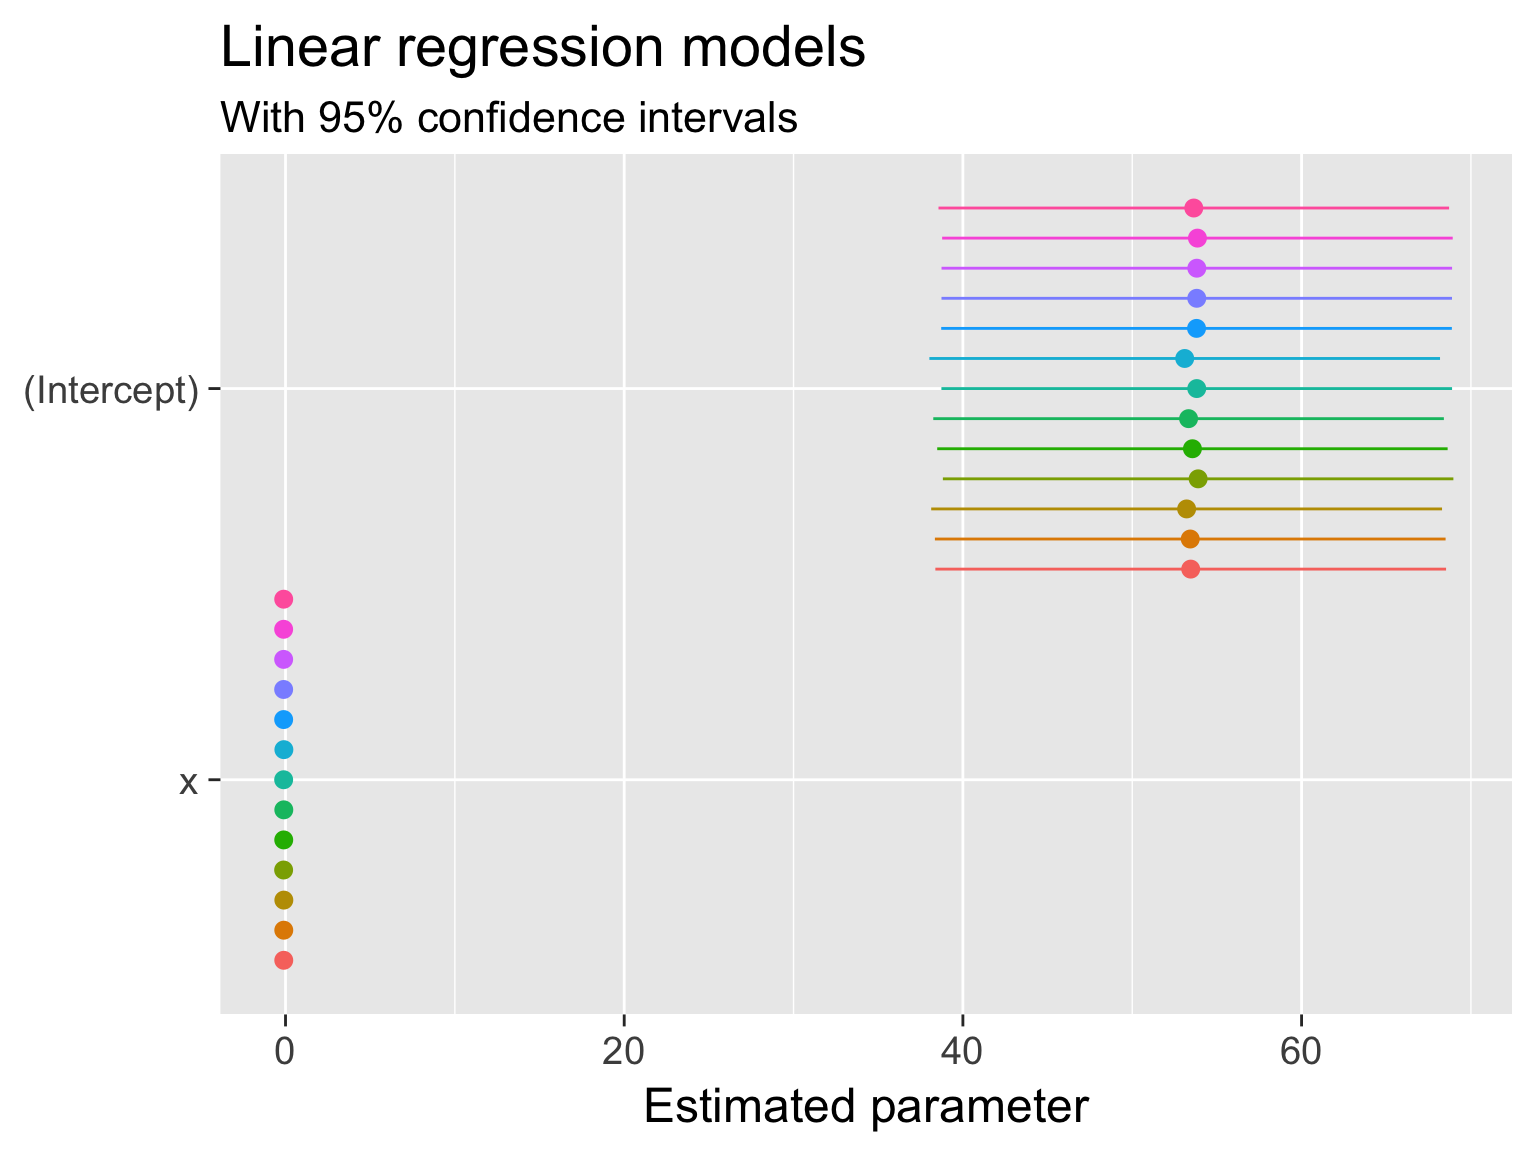 Linear regression models
With 95% confidence intervals
(Intercept)
x
0 20 40 60
Estimated parameter